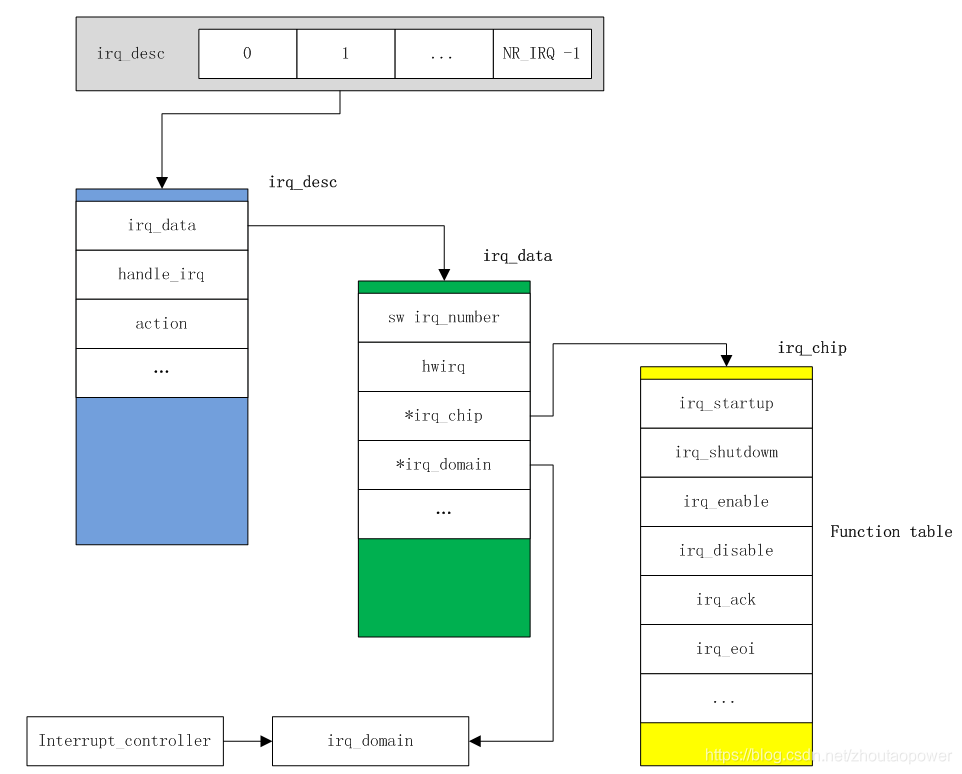 irq_desc 0 1 ... NR_IRQ -1
irq_desc
irq_data
handle_irq
action
...
irq_data
sw irq_number
hwirq
*irq_chip
*irq_domain
...
irq_chip
irq_startup
irq_shutdowm
irq_enable
irq_disable
irq_ack
irq_eoi
...
Function table
Interrupt_controller
irq_domain
https://blog.csdn.net/zhoutaopower